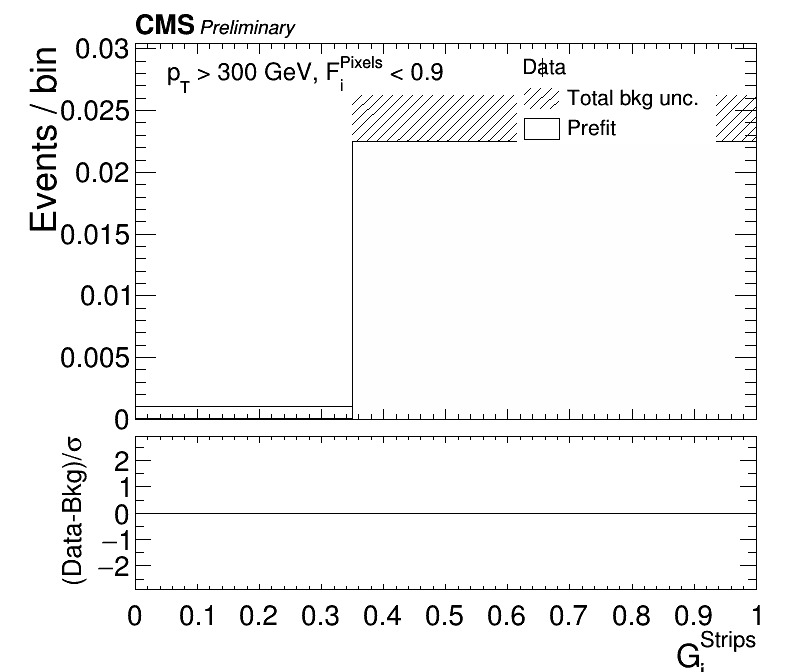 CMS Preliminary
p_T > 300 GeV, F_i^Pixels < 0.9
Data
Total bkg unc.
Prefit
Events / bin
0.03
0.025
0.02
0.015
0.01
0.005
0
(Data-Bkg)/σ
2
1
0
−1
−2
0 0.1 0.2 0.3 0.4 0.5 0.6 0.7 0.8 0.9 1
G_i^Strips